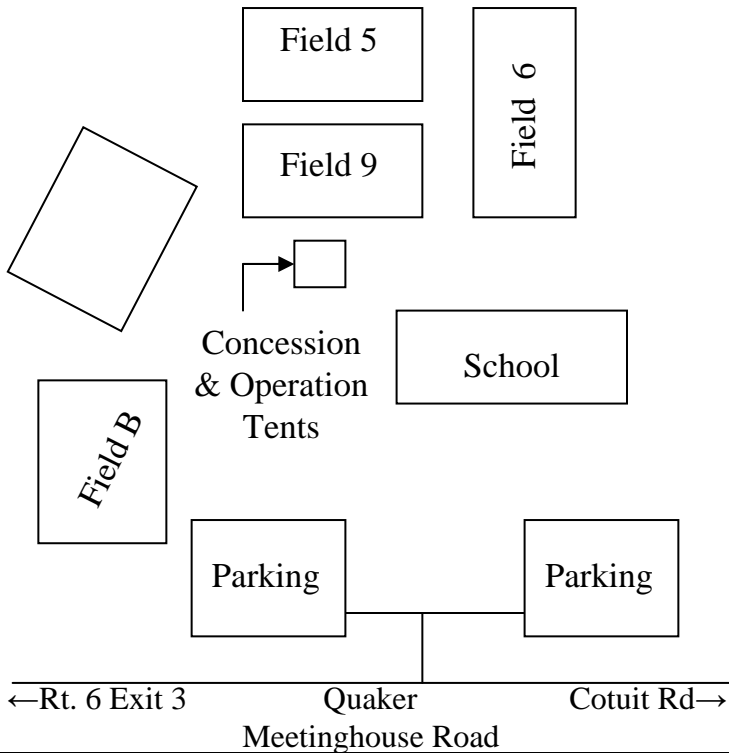 Field 5
Field 6
Field 9
Concession
& Operation
Tents
School
Field B
Parking
Parking
←Rt. 6 Exit 3 Quaker Cotuit Rd→
Meetinghouse Road